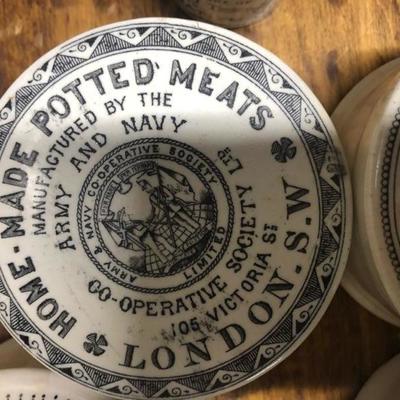 HOME-MADE POTTED MEATS
MANUFACTURED BY THE
ARMY AND NAVY
CO-OPERATIVE SOCIETY LTD
105 VICTORIA ST
LONDON.S.W
ARMY & NAVY CO-OPERATIVE SOCIETY
LIMITED